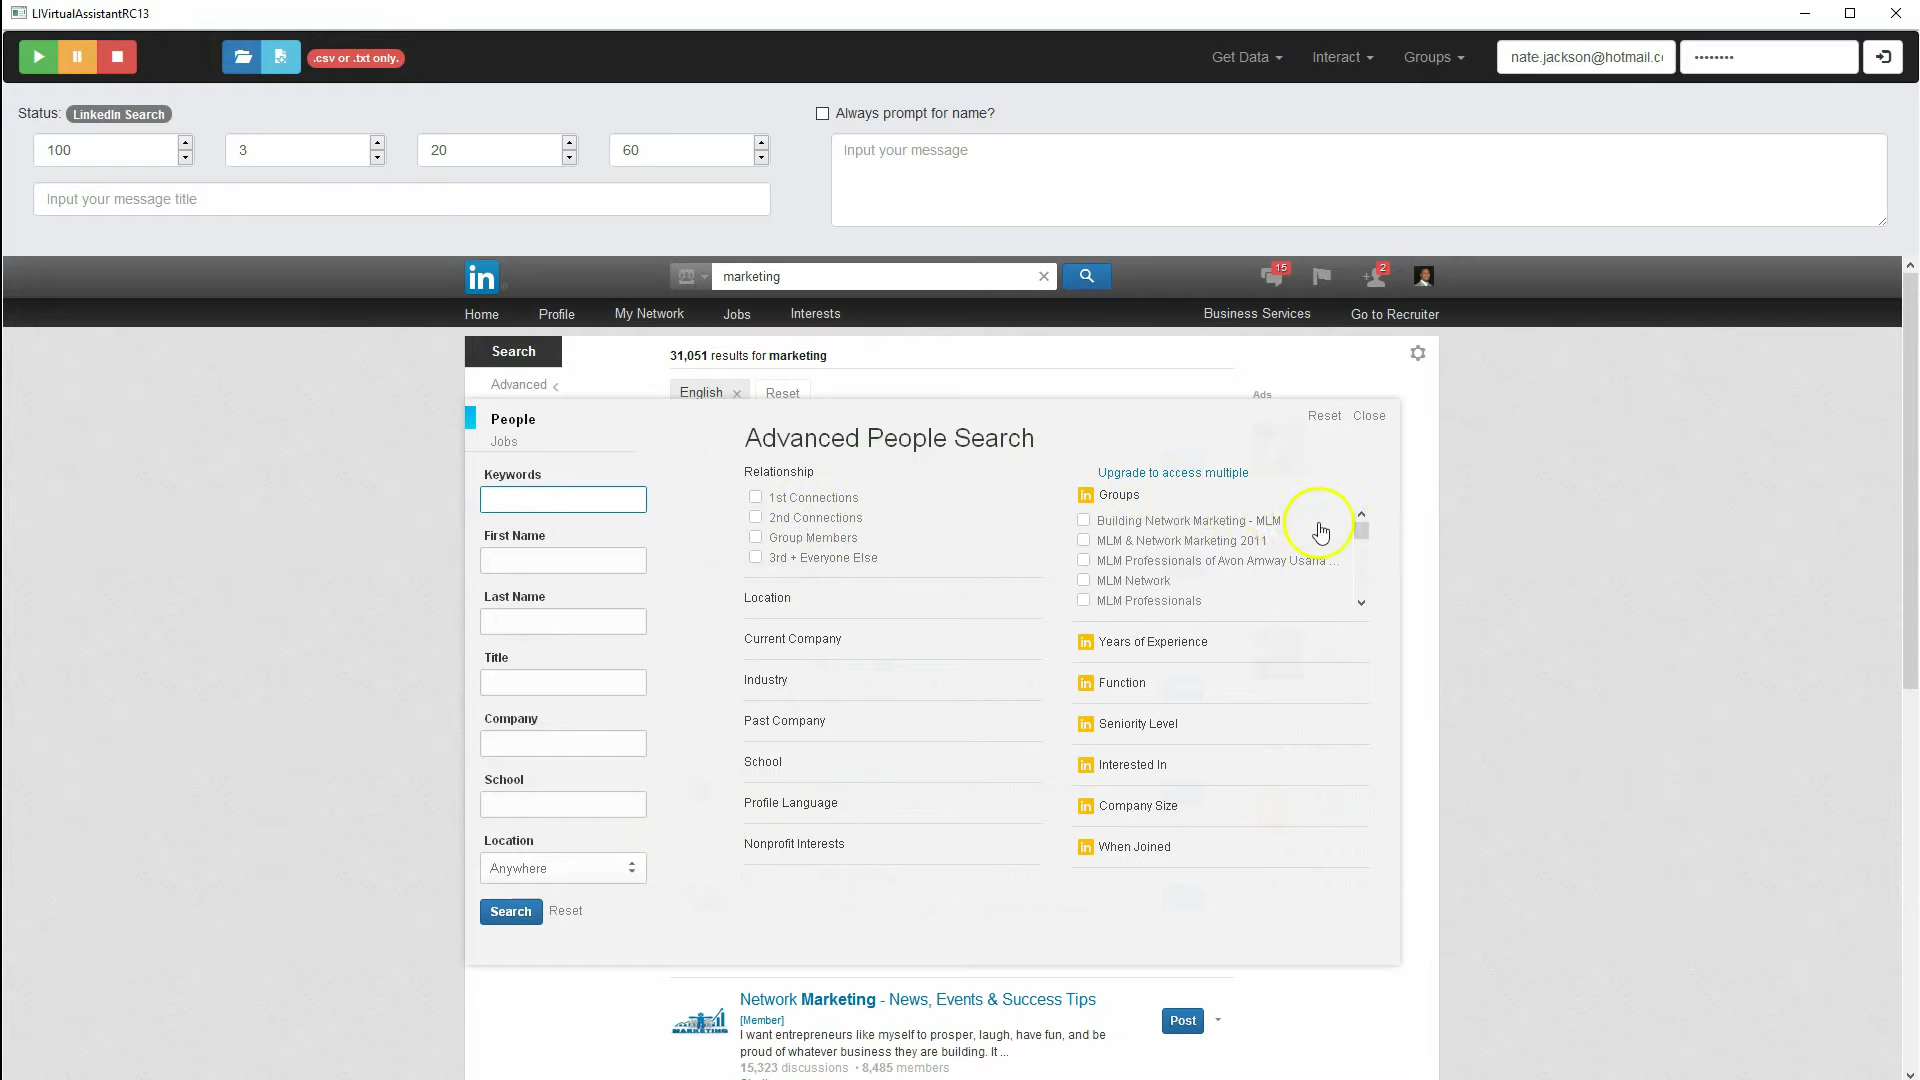 LIVirtualAssistantRC13
.csv or .txt only.
Get Data
Interact
Groups
nate.jackson@hotmail.c
Status: LinkedIn Search
Always prompt for name?
100
3
20
60
Input your message
Input your message title
in
marketing
15
2
Home
Profile
My Network
Jobs
Interests
Business Services
Go to Recruiter
Search
31,051 results for marketing
Advanced
English
Reset
Ads
People
Jobs
Reset
Close
Advanced People Search
Keywords
Relationship
Upgrade to access multiple
in Groups
1st Connections
2nd Connections
Group Members
3rd + Everyone Else
Building Network Marketing - MLM
MLM & Network Marketing 2011
MLM Professionals of Avon Amway Usana ...
MLM Network
MLM Professionals
First Name
Last Name
Title
Company
School
Location
Anywhere
Search
Reset
Location
Current Company
Industry
Past Company
School
Profile Language
Nonprofit Interests
in Years of Experience
in Function
in Seniority Level
in Interested In
in Company Size
in When Joined
Network Marketing - News, Events & Success Tips
[Member]
I want entrepreneurs like myself to prosper, laugh, have fun, and be
proud of whatever business they are building. It ...
15,323 discussions • 8,485 members
Post
MARKETING